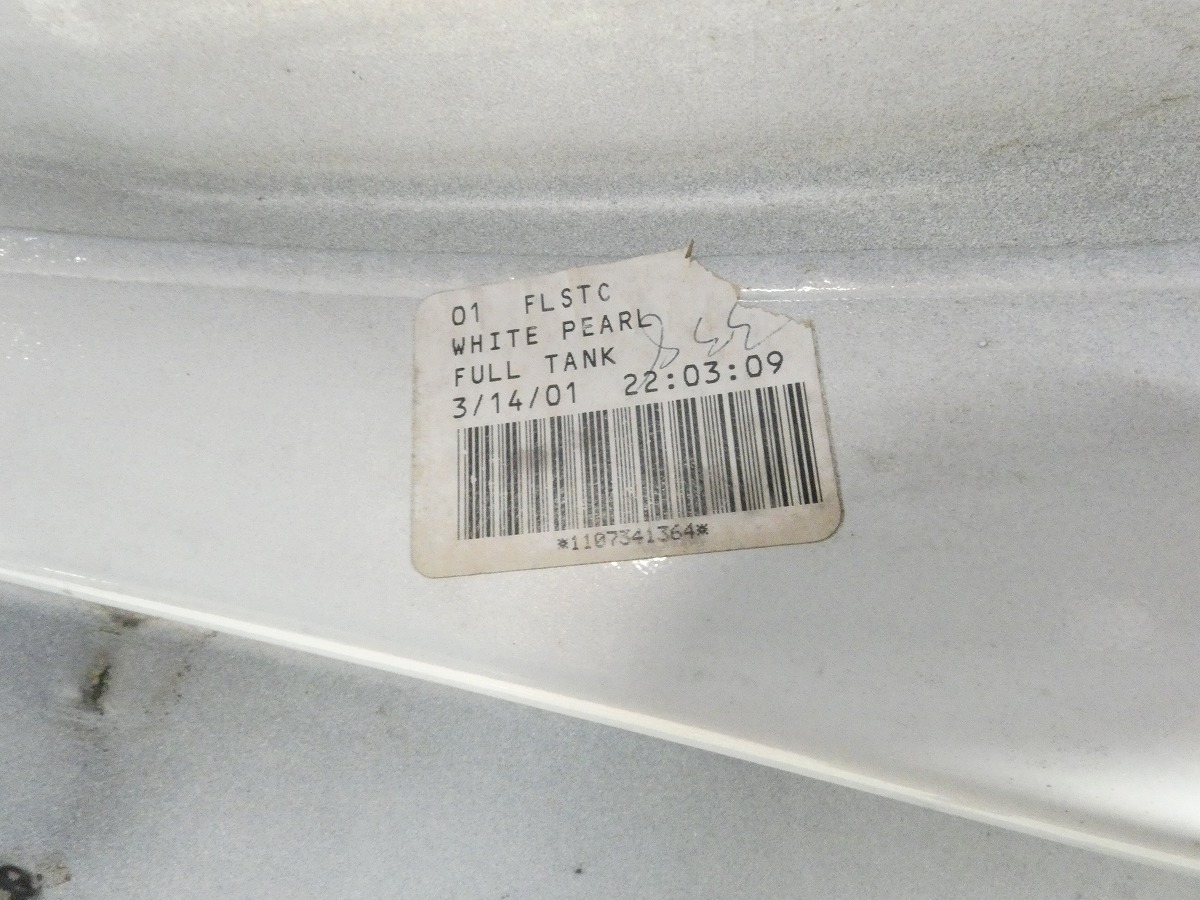 01 FLSTC
WHITE PEARL
FULL TANK
3/14/01 22:03:09
*1107341364*